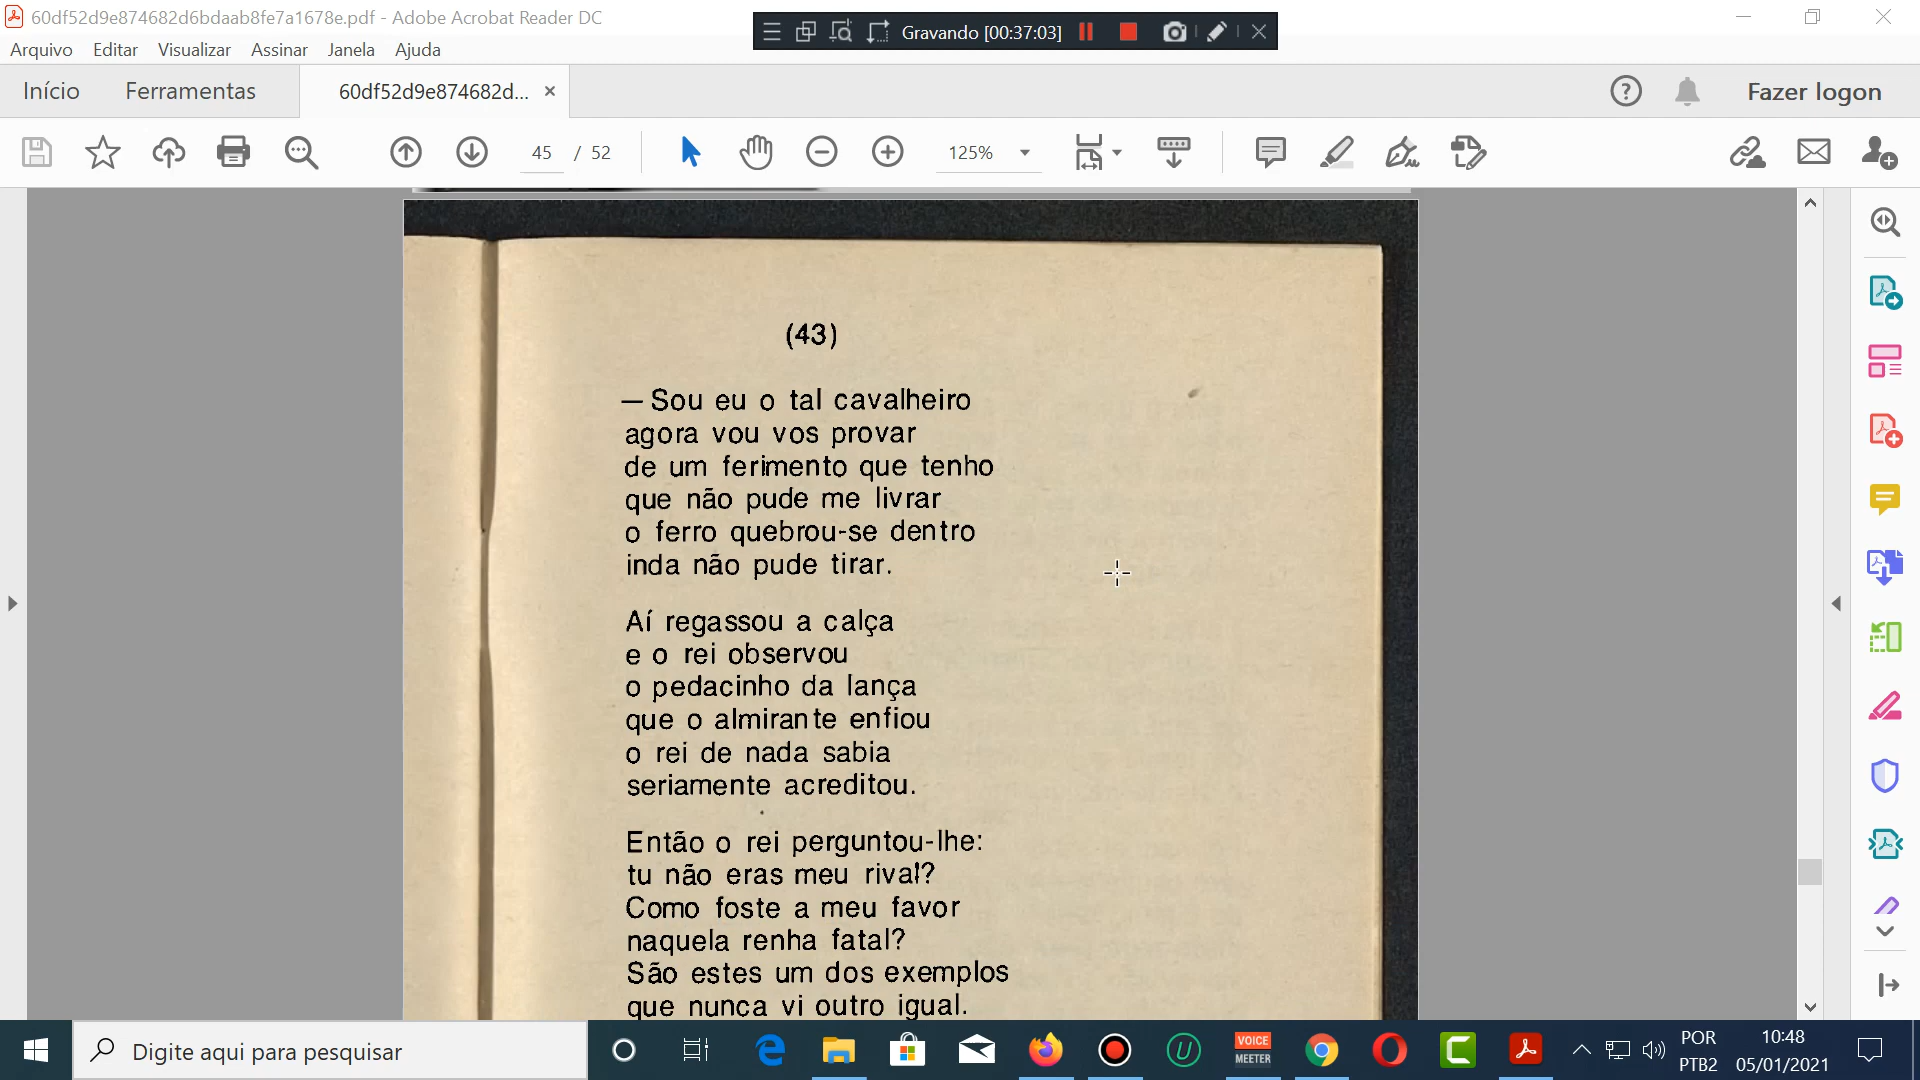 60df52d9e874682d6bdaab8fe7a1678e.pdf - Adobe Acrobat Reader DC
Gravando [00:37:03]
Arquivo Editar Visualizar Assinar Janela Ajuda
Início Ferramentas 60df52d9e874682d... Fazer logon
45 / 52 125%
(43)
— Sou eu o tal cavalheiro
agora vou vos provar
de um ferimento que tenho
que não pude me livrar
o ferro quebrou-se dentro
inda não pude tirar.
Aí regassou a calça
e o rei observou
o pedacinho da lança
que o almirante enfiou
o rei de nada sabia
seriamente acreditou.
Então o rei perguntou-lhe:
tu não eras meu rival?
Como foste a meu favor
naquela renha fatal?
São estes um dos exemplos
que nunca vi outro igual.
Digite aqui para pesquisar
VOICE
MEETER
POR
PTB2
10:48
05/01/2021